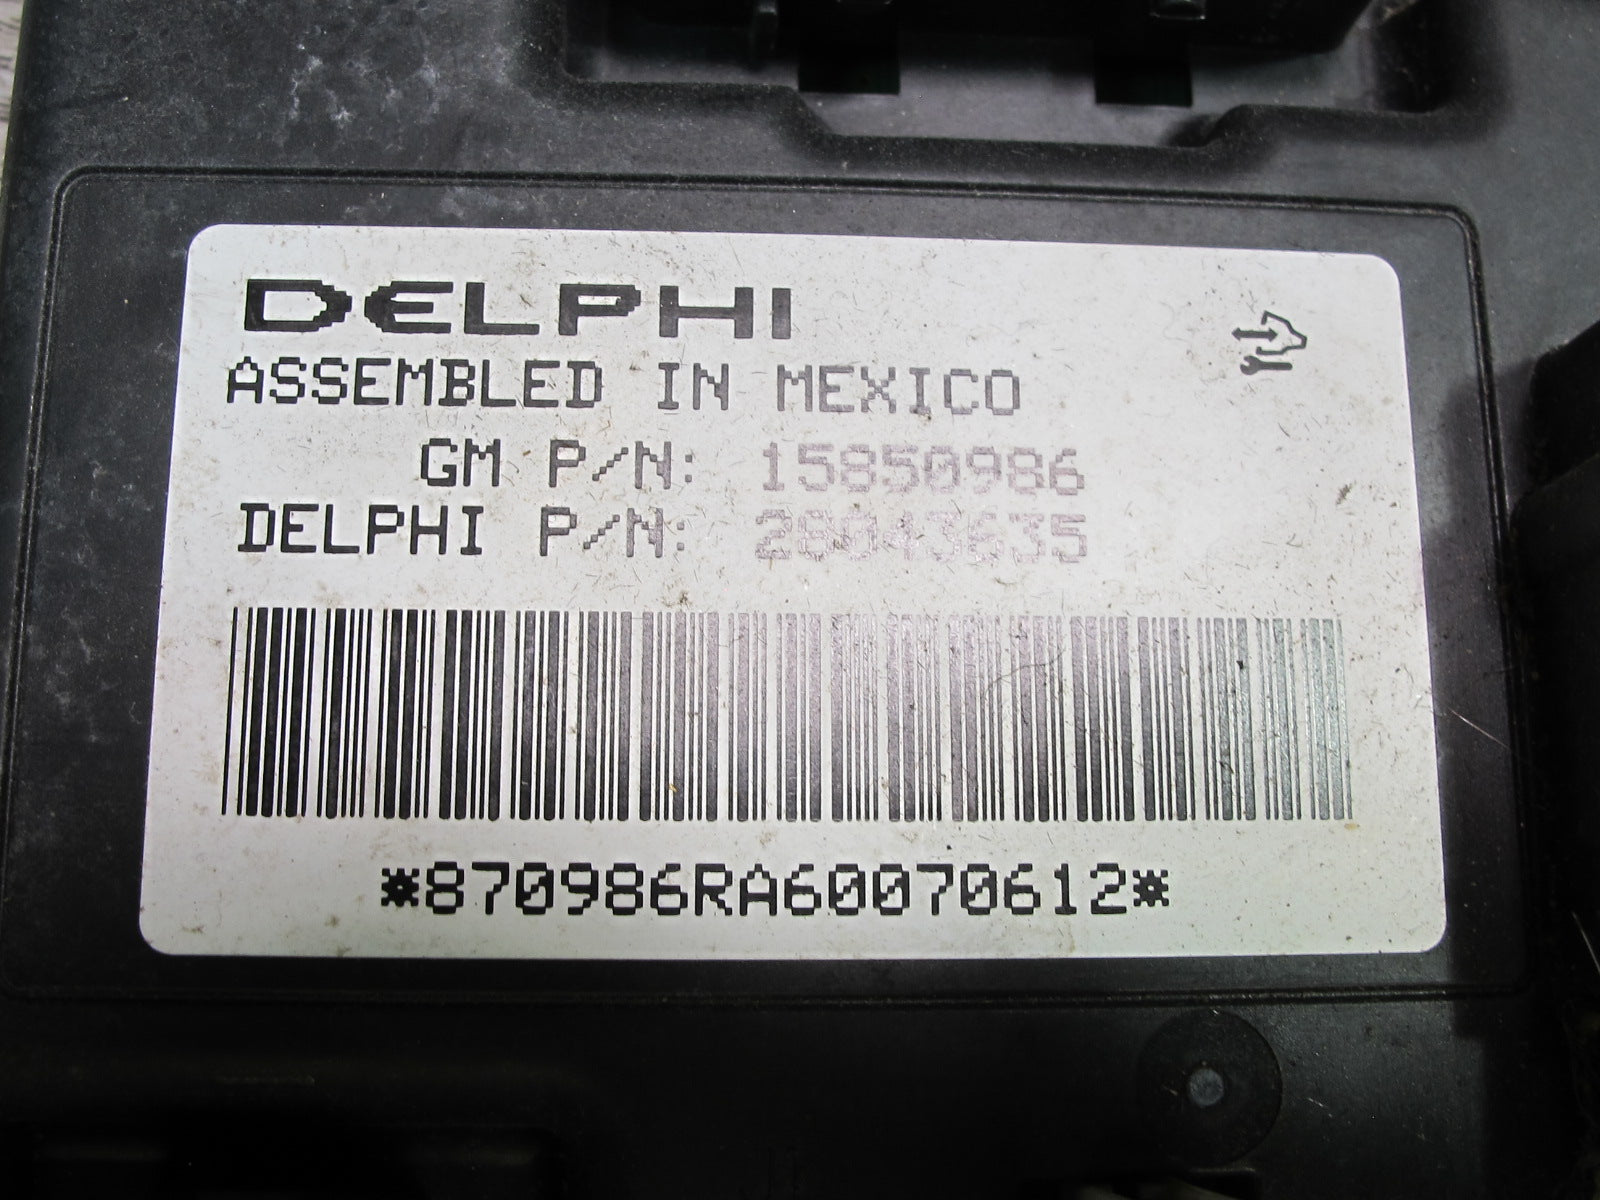 DELPHI
ASSEMBLED IN MEXICO
GM P/N: 15850986
DELPHI P/N: 28043635
*870986RA60070612*